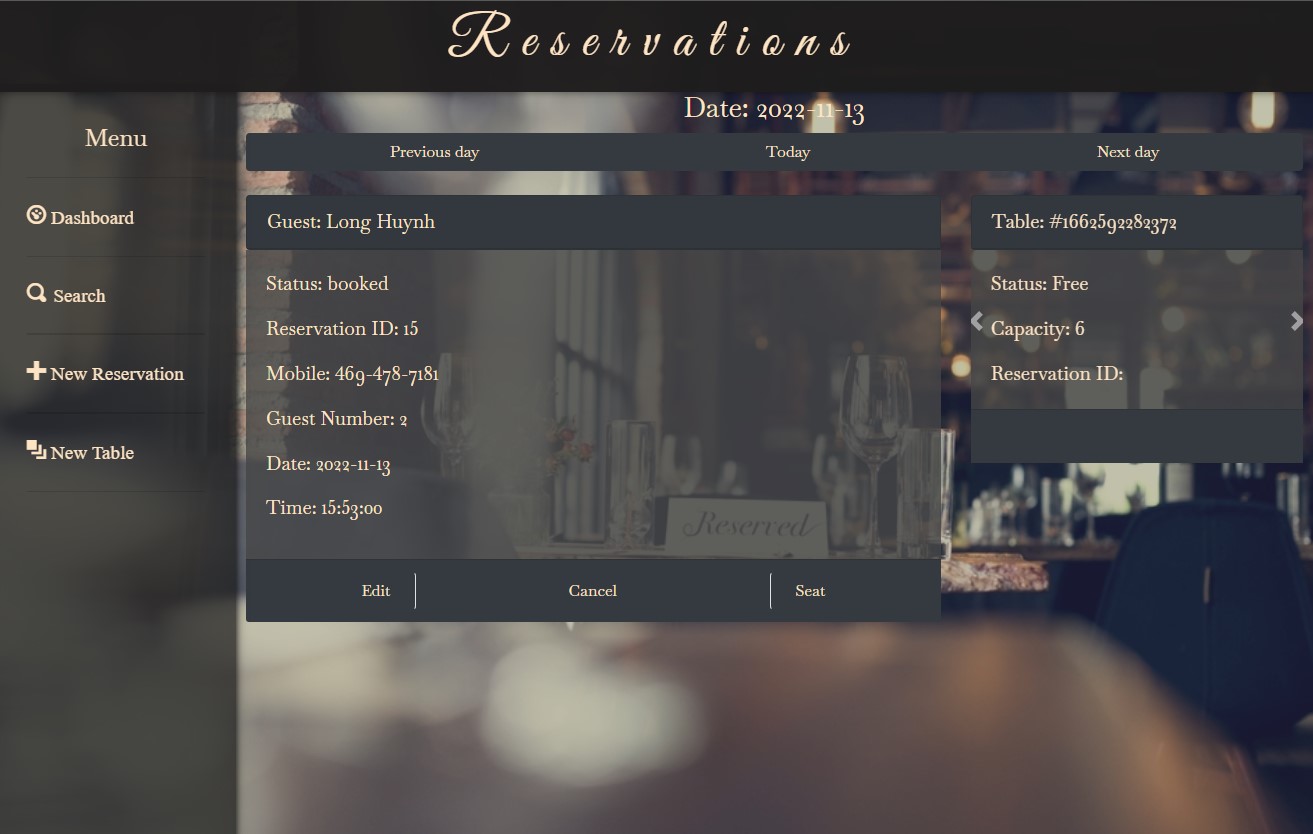 Reservations
Menu
Dashboard
Search
New Reservation
New Table
Date: 2022-11-13
Previous day
Today
Next day
Guest: Long Huynh
Status: booked
Reservation ID: 15
Mobile: 469-478-7181
Guest Number: 2
Date: 2022-11-13
Time: 15:53:00
Reserved
Edit
Cancel
Seat
Table: #1662592282372
Status: Free
Capacity: 6
Reservation ID: